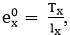 e⁰ₓ = Tₓ / lₓ,